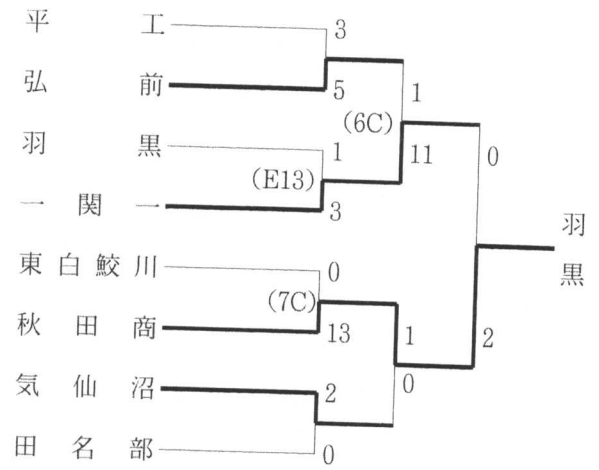 平工 3
弘前 5
1
(6C)
羽黒 1
11
0
(E13)
一関一 3
羽黒
東白鮫川 0
(7C)
秋田商 13
1
2
気仙沼 2
0
田名部 0